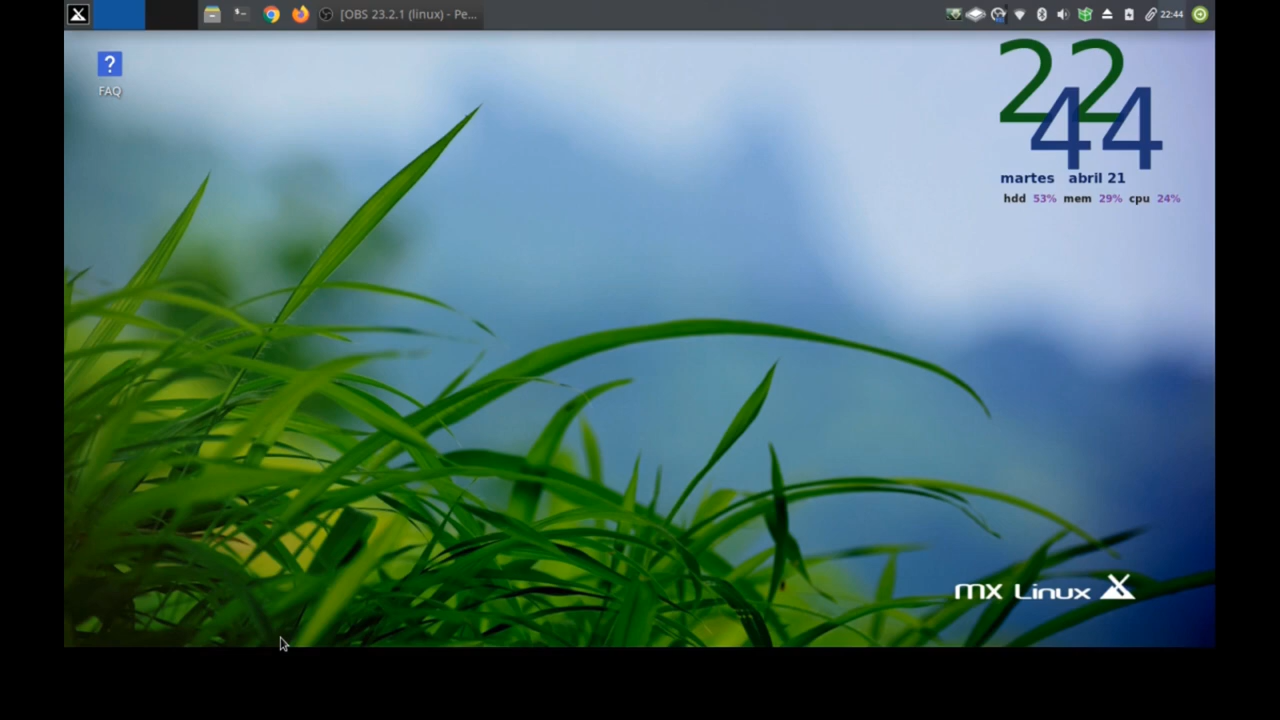 [OBS 23.2.1 (linux) - Pe...
22:44
FAQ
22
44
martes abril 21
hdd 53% mem 29% cpu 24%
mx Linux